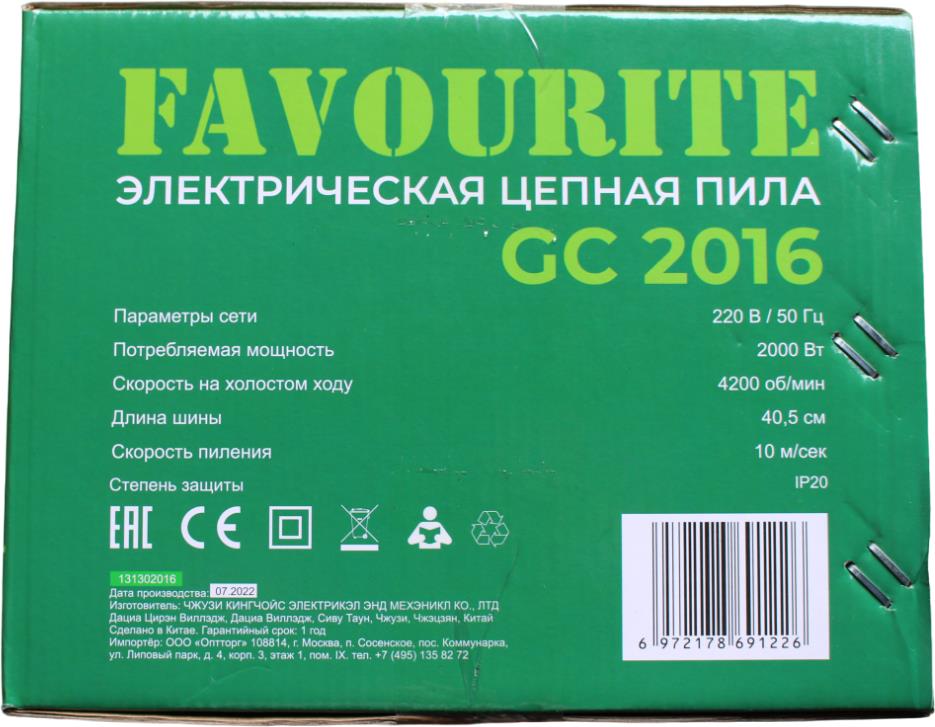 FAVOURITE
ЭЛЕКТРИЧЕСКАЯ ЦЕПНАЯ ПИЛА
GC 2016
Параметры сети 220 В / 50 Гц
Потребляемая мощность 2000 Вт
Скорость на холостом ходу 4200 об/мин
Длина шины 40,5 см
Скорость пиления 10 м/сек
Степень защиты IP20
EAC CE
131302016
Дата производства: 07.2022
Изготовитель: ЧЖУЗИ КИНГЧОЙС ЭЛЕКТРИКЭЛ ЭНД МЕХЭНИКЛ КО., ЛТД
Дациа Цирэн Виллэдж, Дациа Виллэдж, Сиву Таун, Чжузи, Чжэцзян, Китай
Сделано в Китае. Гарантийный срок: 1 год
Импортёр: ООО «Оптторг» 108814, г. Москва, п. Сосенское, пос. Коммунарка,
ул. Липовый парк, д. 4, корп. 3, этаж 1, пом. IX. тел. +7 (495) 135 82 72
6 972178 691226